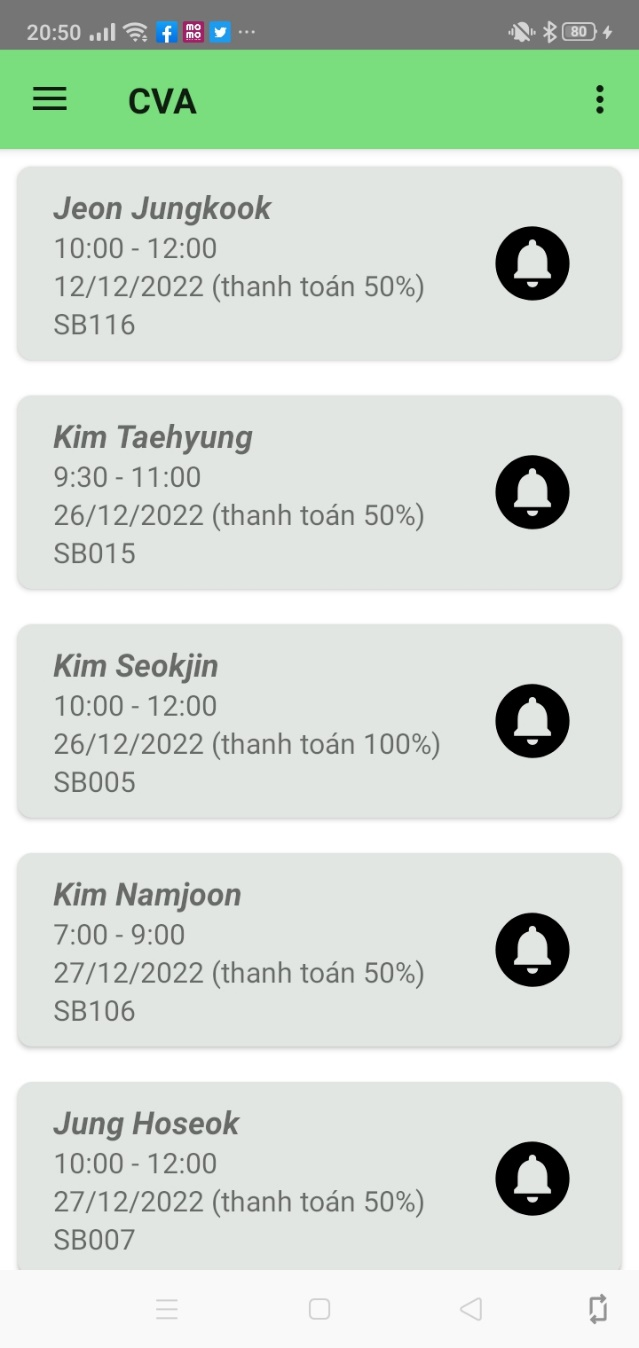 20:50
mo
mo
80
CVA
Jeon Jungkook
10:00 - 12:00
12/12/2022 (thanh toán 50%)
SB116
Kim Taehyung
9:30 - 11:00
26/12/2022 (thanh toán 50%)
SB015
Kim Seokjin
10:00 - 12:00
26/12/2022 (thanh toán 100%)
SB005
Kim Namjoon
7:00 - 9:00
27/12/2022 (thanh toán 50%)
SB106
Jung Hoseok
10:00 - 12:00
27/12/2022 (thanh toán 50%)
SB007